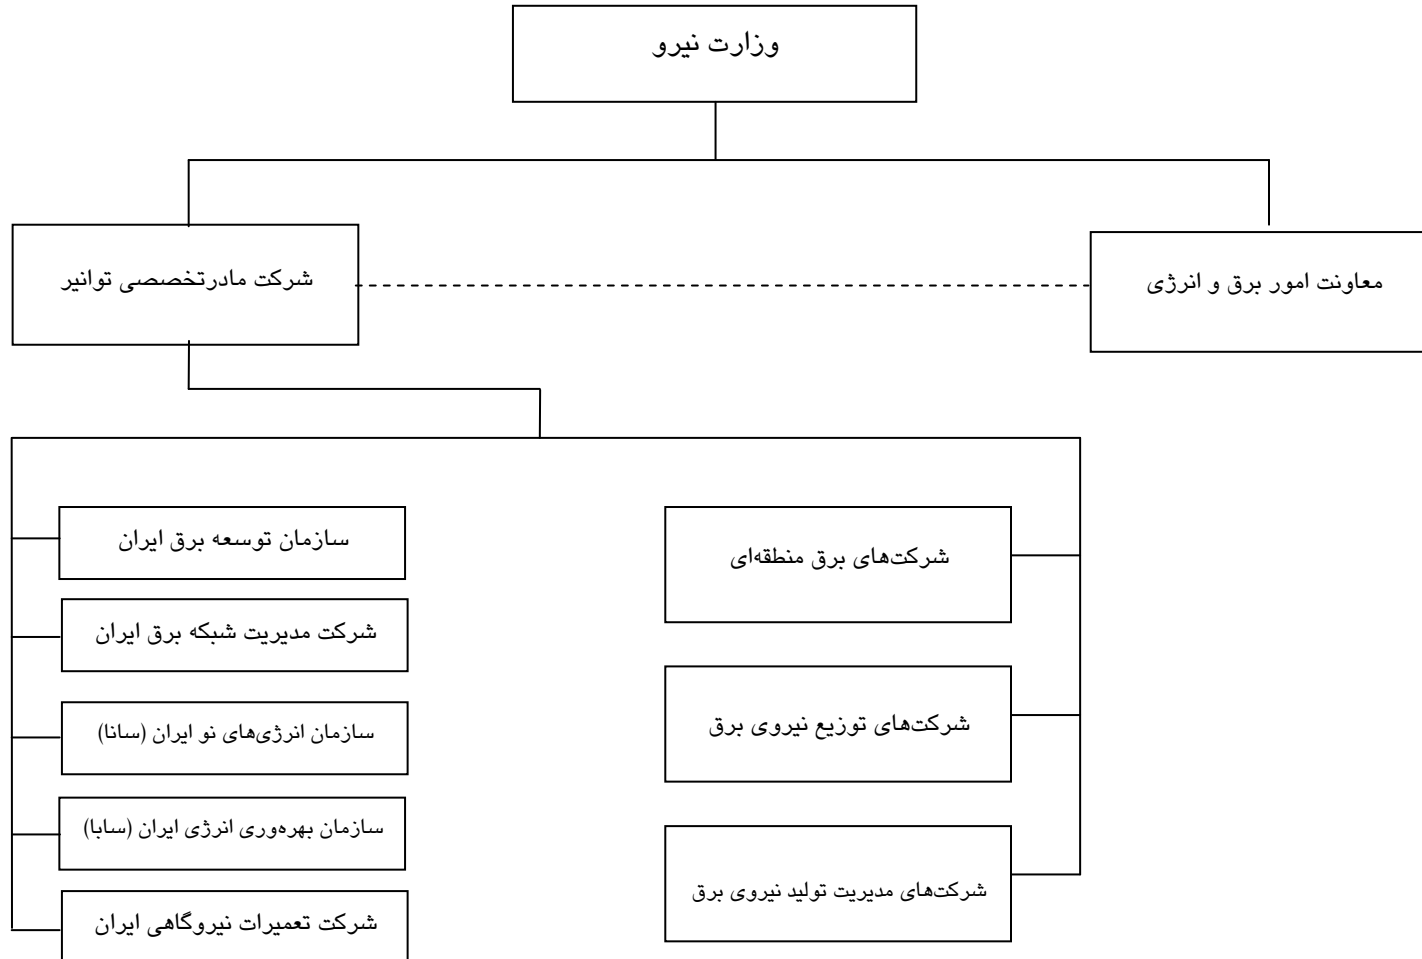 وزارت نیرو
معاونت امور برق و انرژی
شرکت مادرتخصصی توانیر
شرکت‌های برق منطقه‌ای
شرکت‌های توزیع نیروی برق
شرکت‌های مدیریت تولید نیروی برق
سازمان توسعه برق ایران
شرکت مدیریت شبکه برق ایران
سازمان انرژی‌های نو ایران (سانا)
سازمان بهره‌وری انرژی ایران (سابا)
شرکت تعمیرات نیروگاهی ایران